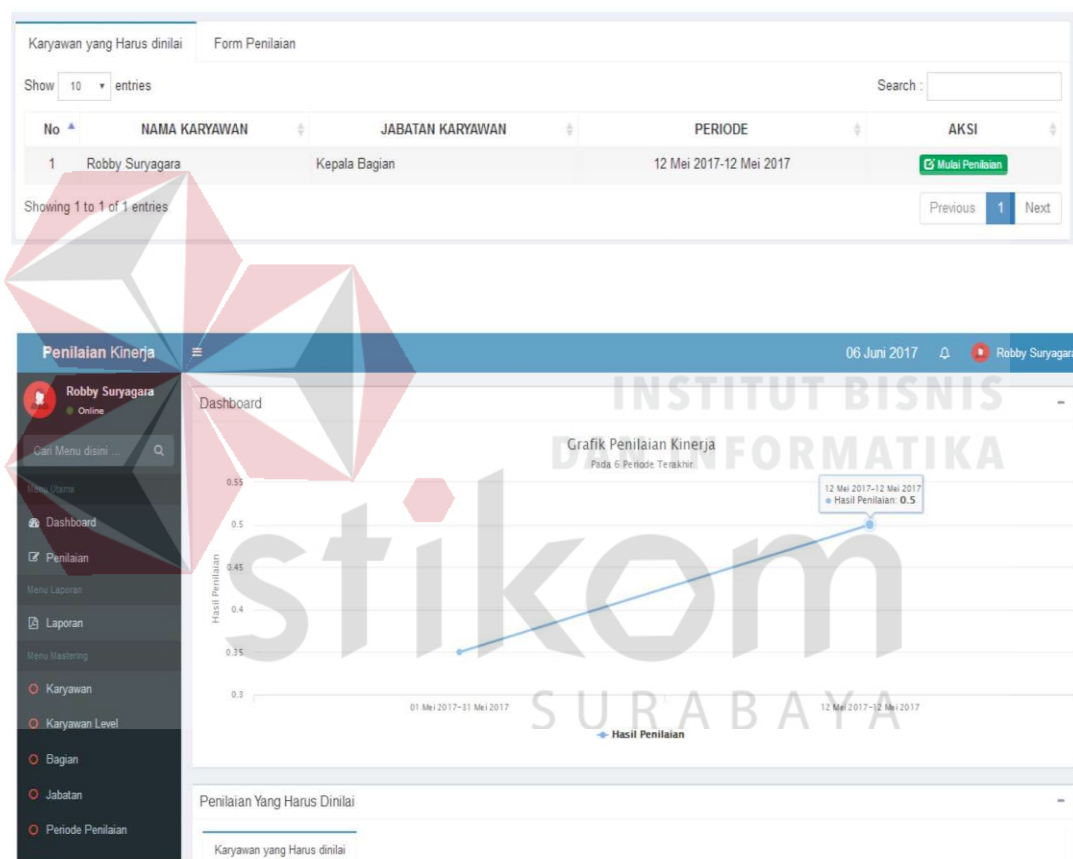 Karyawan yang Harus dinilai Form Penilaian
Show 10 entries Search :
No NAMA KARYAWAN JABATAN KARYAWAN PERIODE AKSI
1 Robby Suryagara Kepala Bagian 12 Mei 2017-12 Mei 2017 Mulai Penilaian
Showing 1 to 1 of 1 entries Previous 1 Next
Penilaian Kinerja 06 Juni 2017 Robby Suryagara
Robby Suryagara
Online
Cari Menu disini ...
Menu Utama
Dashboard
Penilaian
Menu Laporan
Laporan
Menu Mastering
Karyawan
Karyawan Level
Bagian
Jabatan
Periode Penilaian
Dashboard
INSTITUT BISNIS
DAN INFORMATIKA
stikom
SURABAYA
Grafik Penilaian Kinerja
Pada 6 Periode Terakhir
12 Mei 2017-12 Mei 2017
Hasil Penilaian: 0.5
Hasil Penilaian
0.55
0.5
0.45
0.4
0.35
0.3
01 Mei 2017-31 Mei 2017 12 Mei 2017-12 Mei 2017
Hasil Penilaian
Penilaian Yang Harus Dinilai
Karyawan yang Harus dinilai